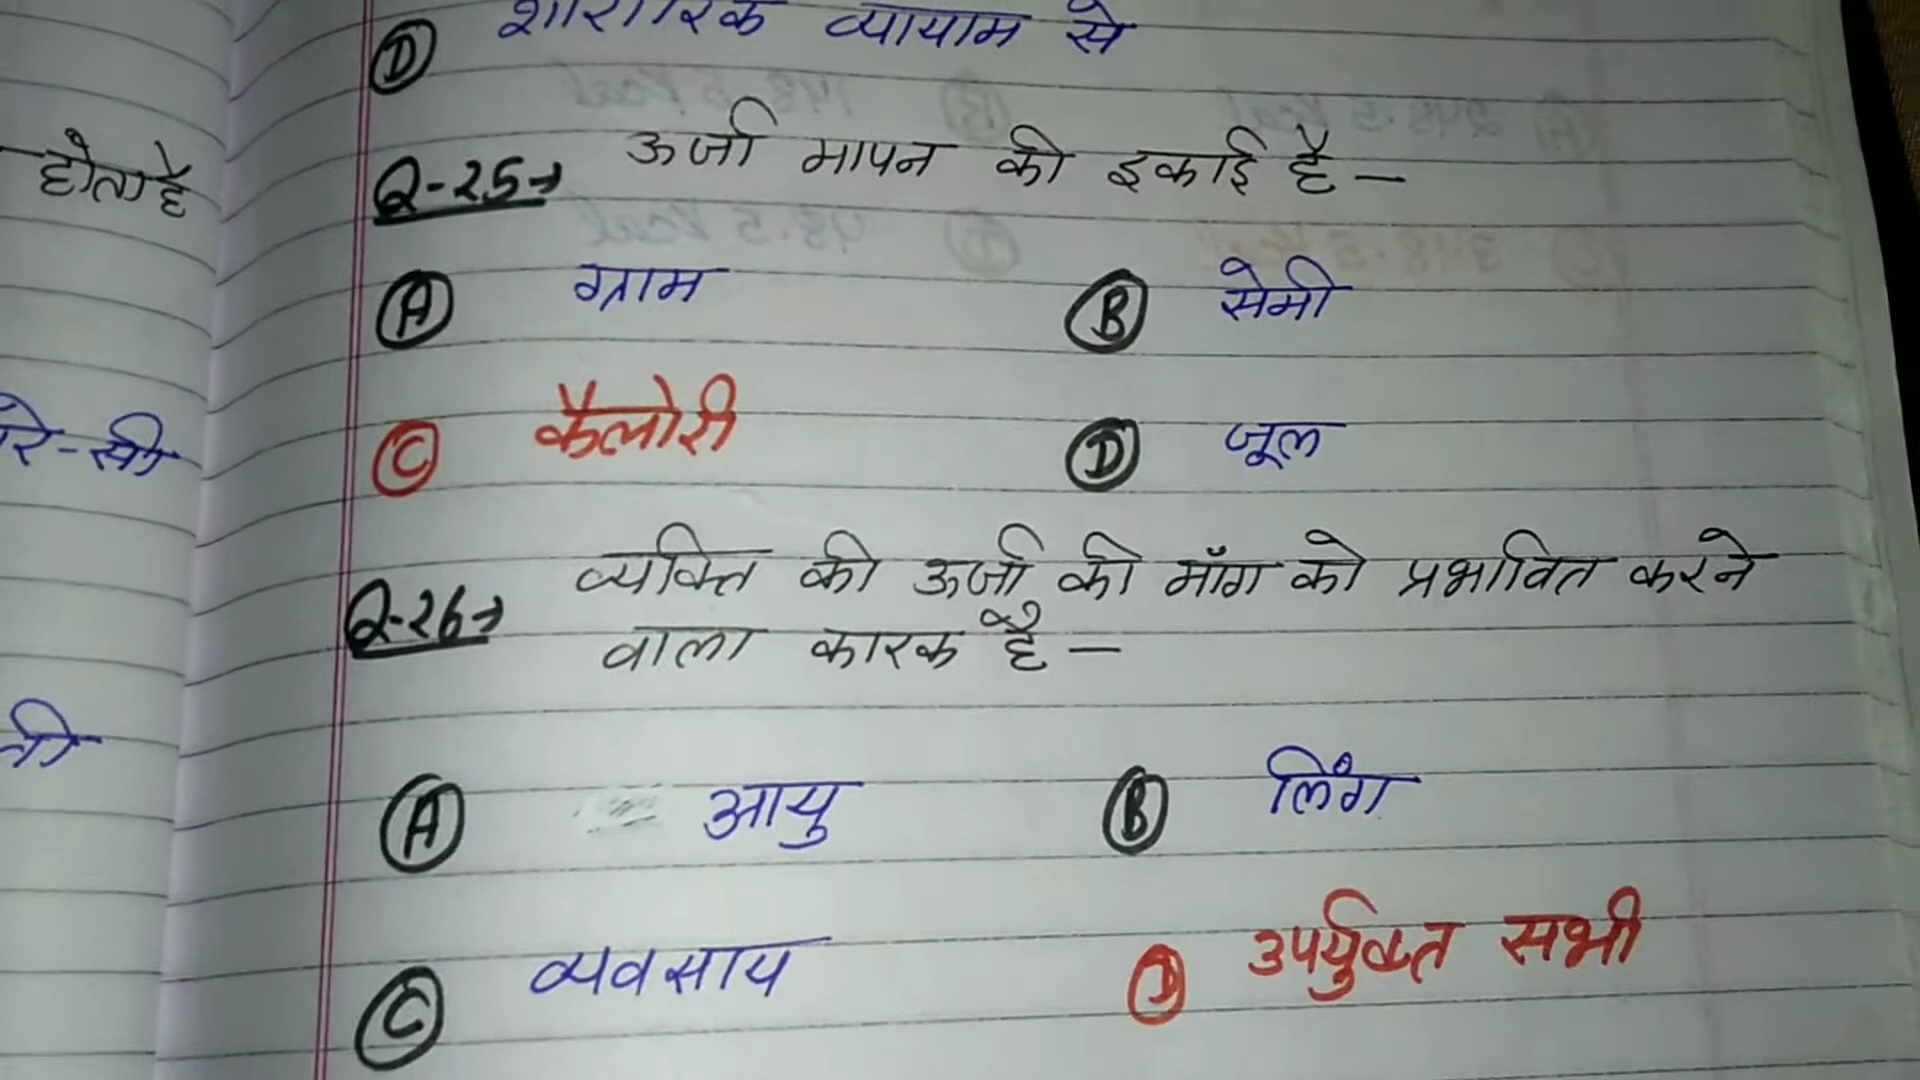 D शारीरिक व्यायाम से
Q-25→ ऊर्जा मापन की इकाई है —
A ग्राम B सेमी
C कैलोरी D जूल
Q-26→ व्यक्ति की ऊर्जा की माँग को प्रभावित करने
वाला कारक है —
A आयु B लिंग
C व्यवसाय D उपर्युक्त सभी
होता है